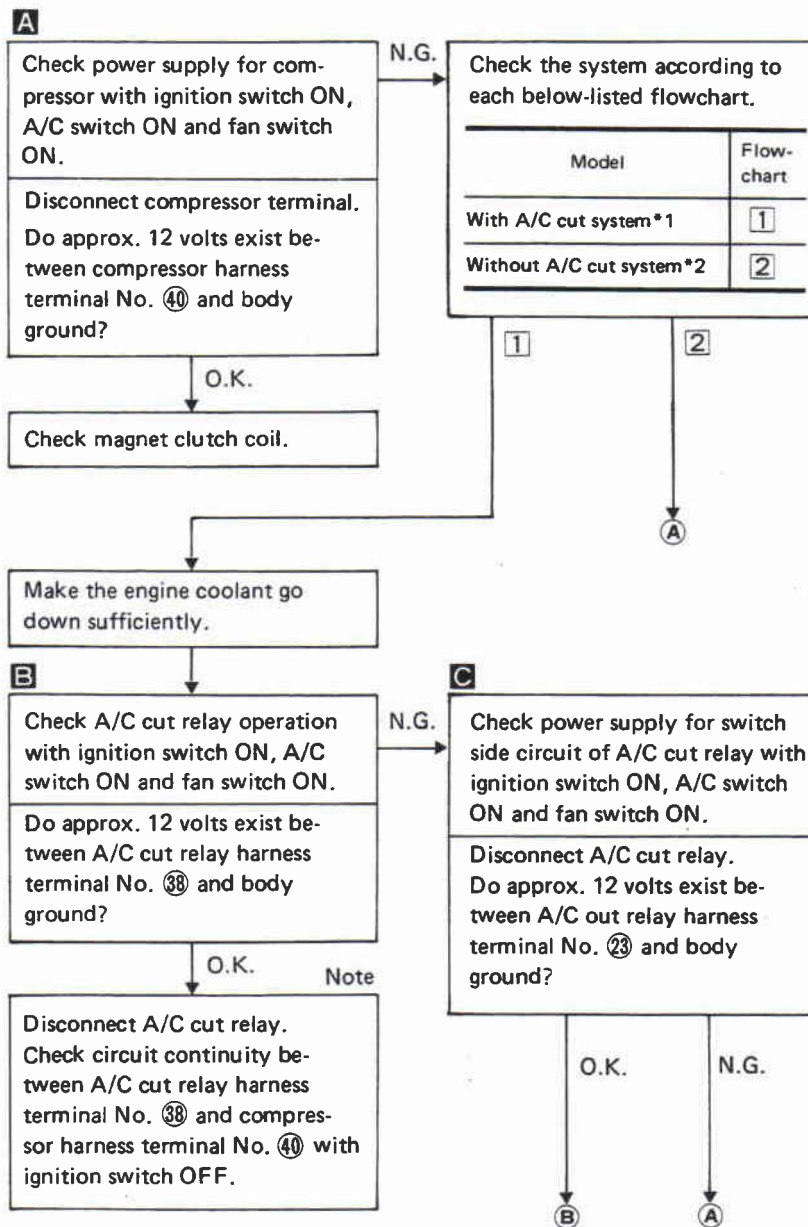 A
Check power supply for com-
pressor with ignition switch ON,
A/C switch ON and fan switch
ON.
Disconnect compressor terminal.
Do approx. 12 volts exist be-
tween compressor harness
terminal No. ㊵ and body
ground?
N.G.
Check the system according to
each below-listed flowchart.
Model
Flow-
chart
With A/C cut system*1
1
Without A/C cut system*2
2
O.K.
Check magnet clutch coil.
1
2
Ⓐ
Make the engine coolant go
down sufficiently.
B
Check A/C cut relay operation
with ignition switch ON, A/C
switch ON and fan switch ON.
Do approx. 12 volts exist be-
tween A/C cut relay harness
terminal No. ㊳ and body
ground?
N.G.
C
Check power supply for switch
side circuit of A/C cut relay with
ignition switch ON, A/C switch
ON and fan switch ON.
Disconnect A/C cut relay.
Do approx. 12 volts exist be-
tween A/C out relay harness
terminal No. ㉓ and body
ground?
O.K.
Note
Disconnect A/C cut relay.
Check circuit continuity be-
tween A/C cut relay harness
terminal No. ㊳ and compres-
sor harness terminal No. ㊵ with
ignition switch OFF.
O.K.
N.G.
Ⓑ
Ⓐ